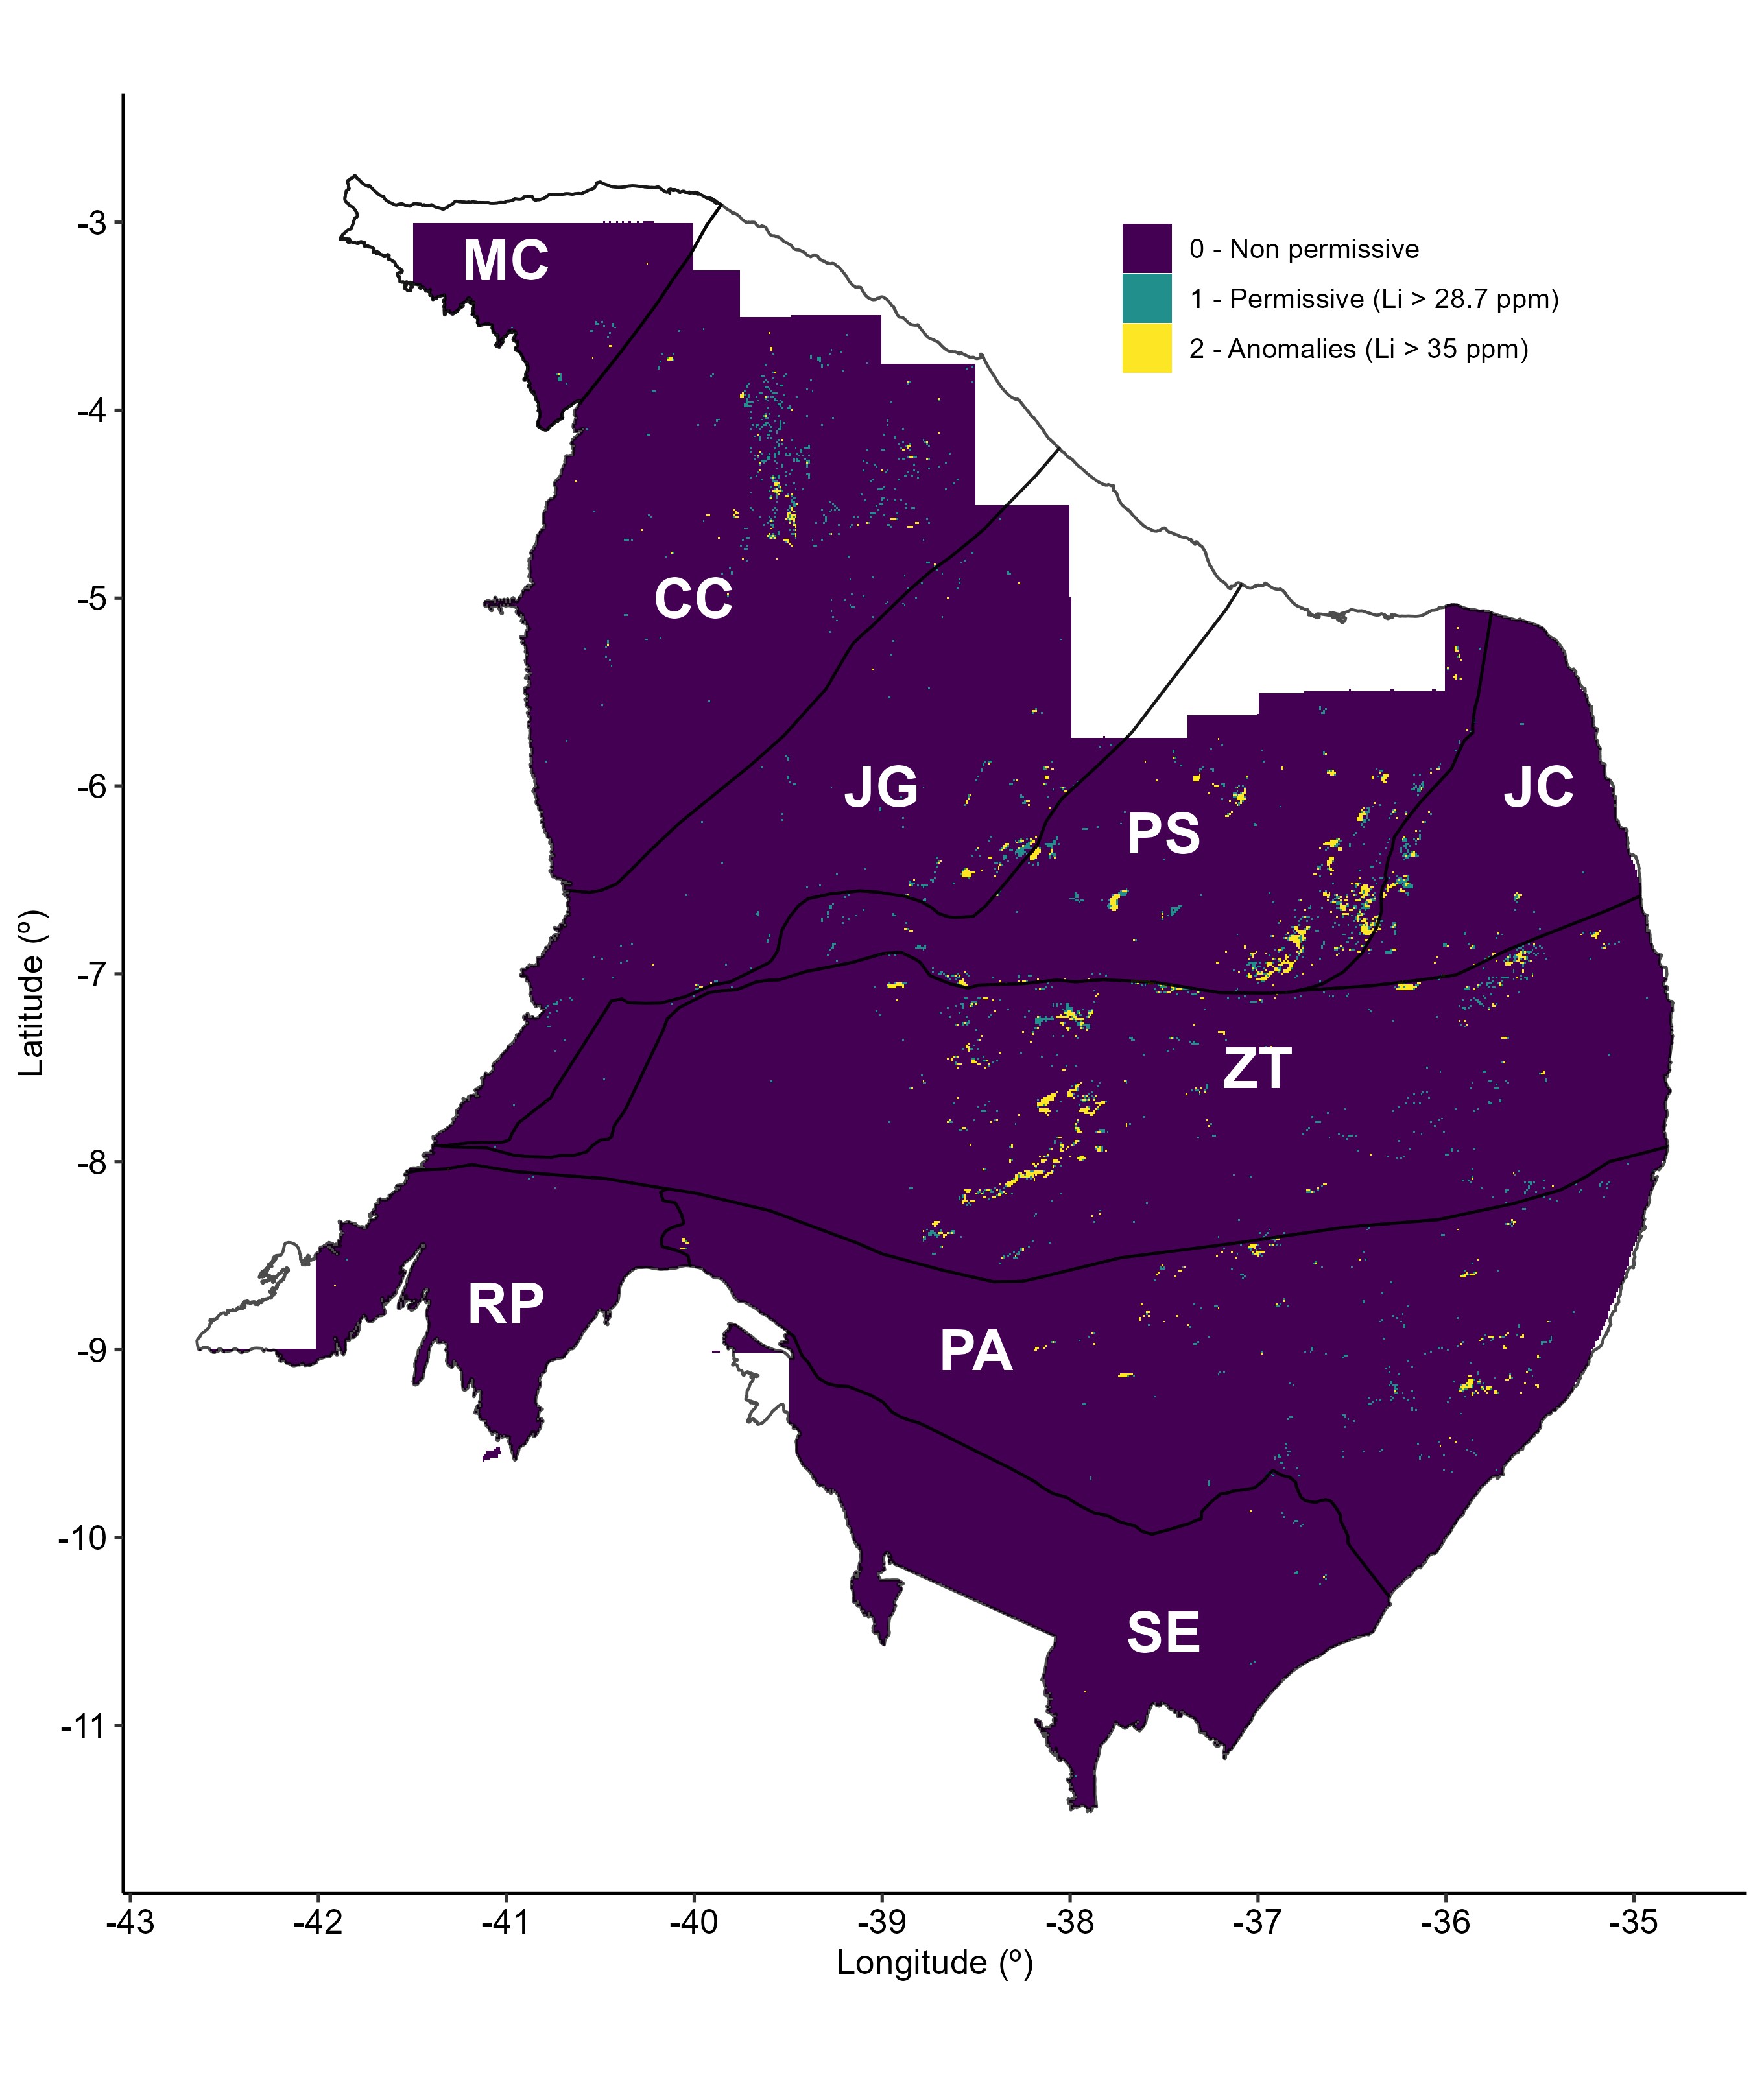 0 - Non permissive
1 - Permissive (Li > 28.7 ppm)
2 - Anomalies (Li > 35 ppm)
MC
CC
JG
PS
JC
ZT
RP
PA
SE
Latitude (º)
-3
-4
-5
-6
-7
-8
-9
-10
-11
-43 -42 -41 -40 -39 -38 -37 -36 -35
Longitude (º)